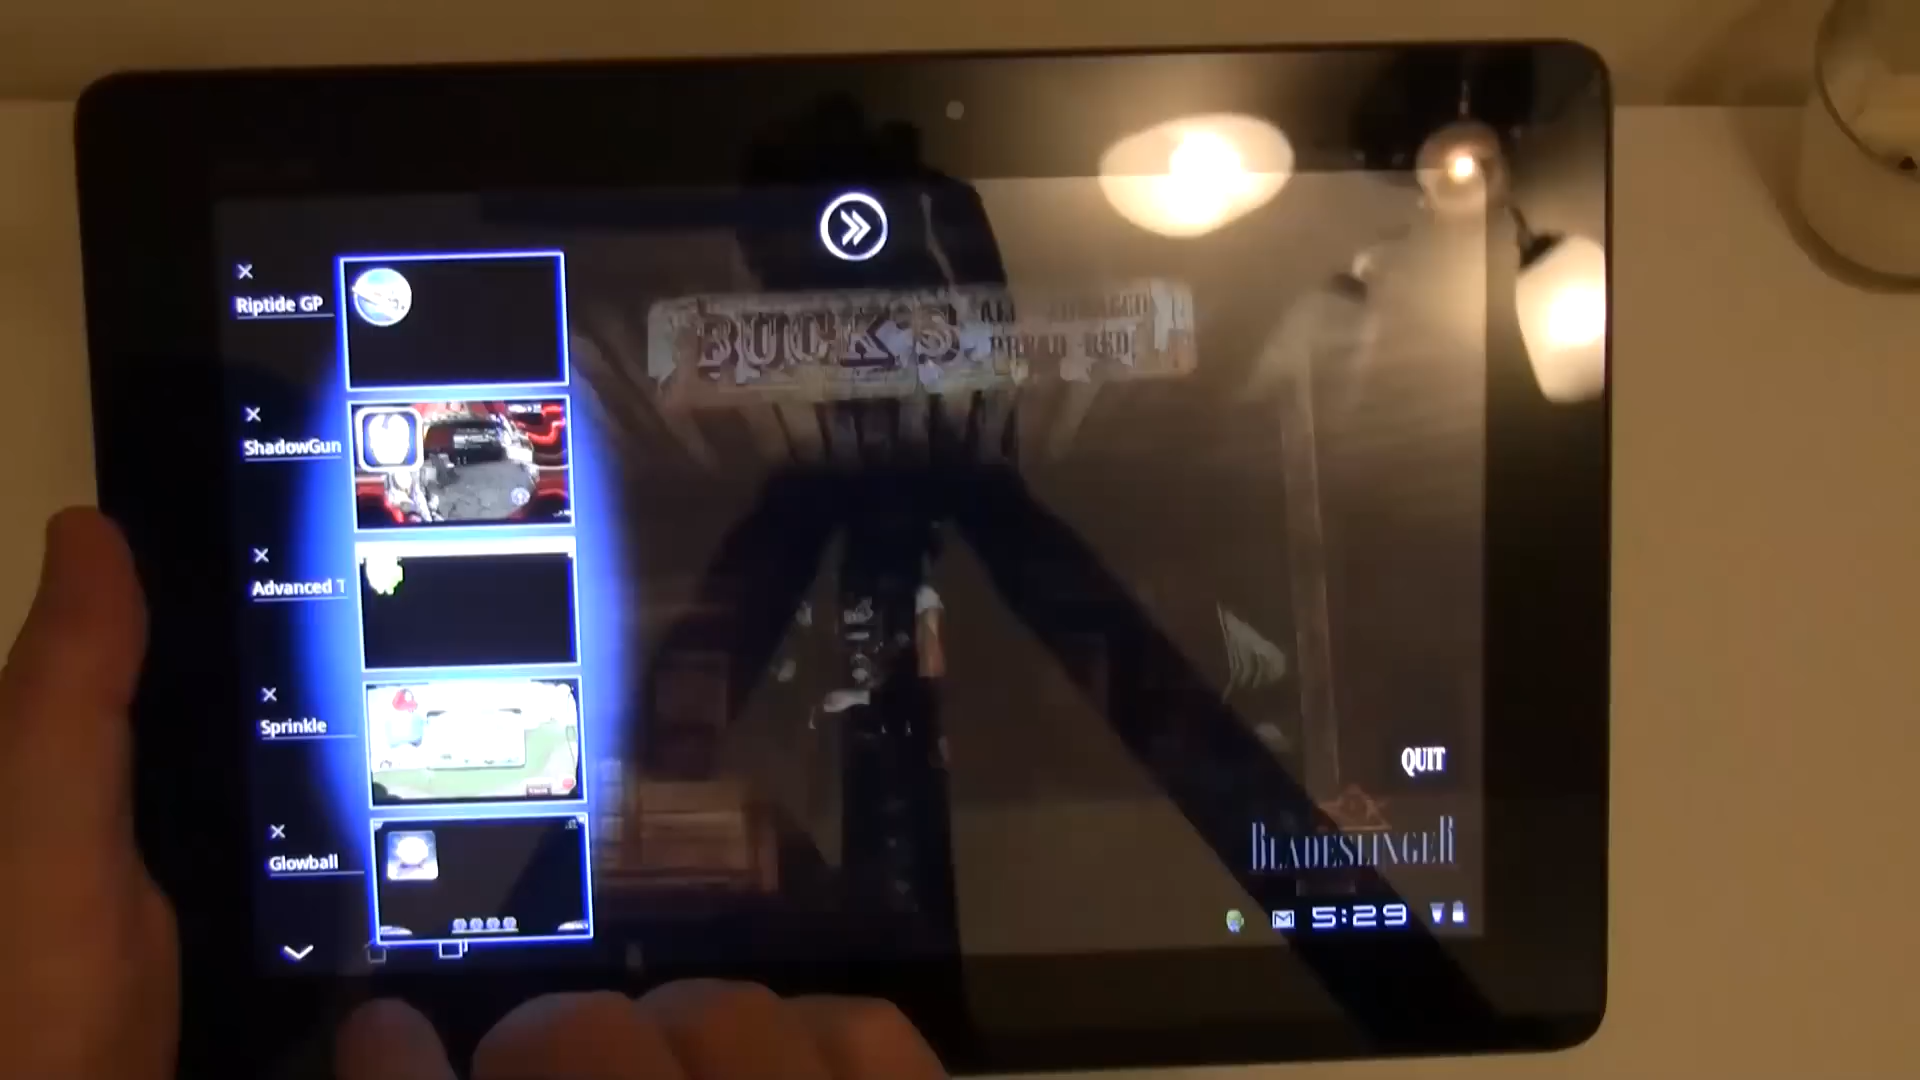 Riptide GP
BUCK'S
ShadowGun
Advanced T
Sprinkle
QUIT
BLADESLINGER
Glowball
5:29